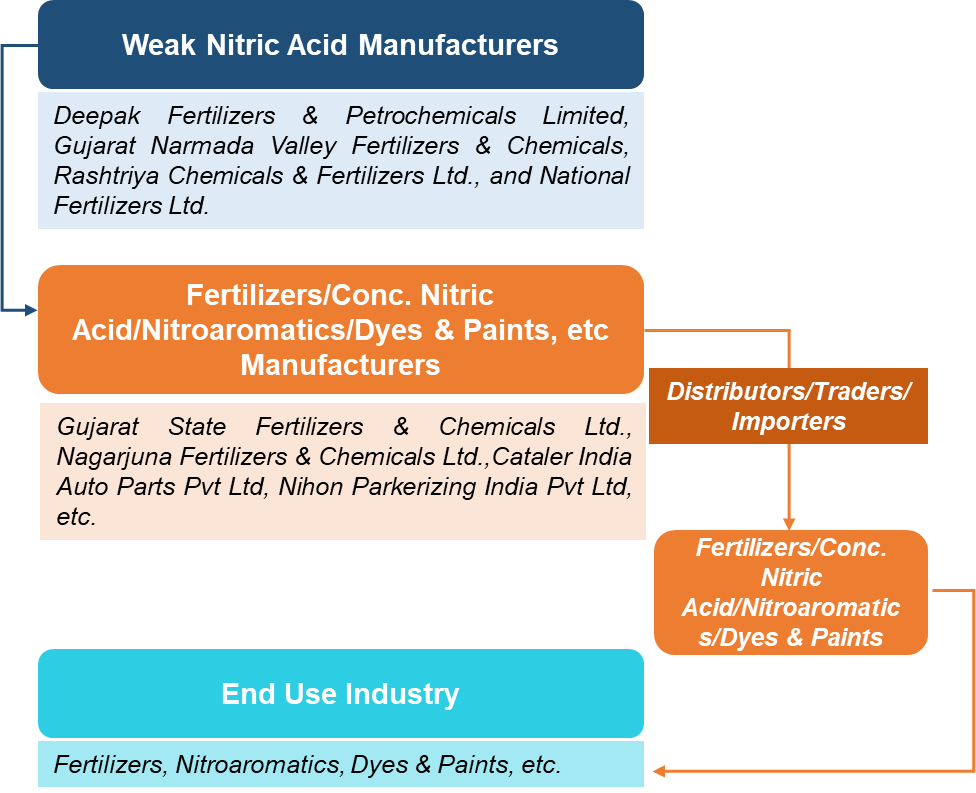 Weak Nitric Acid Manufacturers
Deepak Fertilizers & Petrochemicals Limited,
Gujarat Narmada Valley Fertilizers & Chemicals,
Rashtriya Chemicals & Fertilizers Ltd., and National
Fertilizers Ltd.
Fertilizers/Conc. Nitric
Acid/Nitroaromatics/Dyes & Paints, etc
Manufacturers
Gujarat State Fertilizers & Chemicals Ltd.,
Nagarjuna Fertilizers & Chemicals Ltd.,Cataler India
Auto Parts Pvt Ltd, Nihon Parkerizing India Pvt Ltd,
etc.
Distributors/Traders/
Importers
Fertilizers/Conc.
Nitric
Acid/Nitroaromatic
s/Dyes & Paints
End Use Industry
Fertilizers, Nitroaromatics, Dyes & Paints, etc.